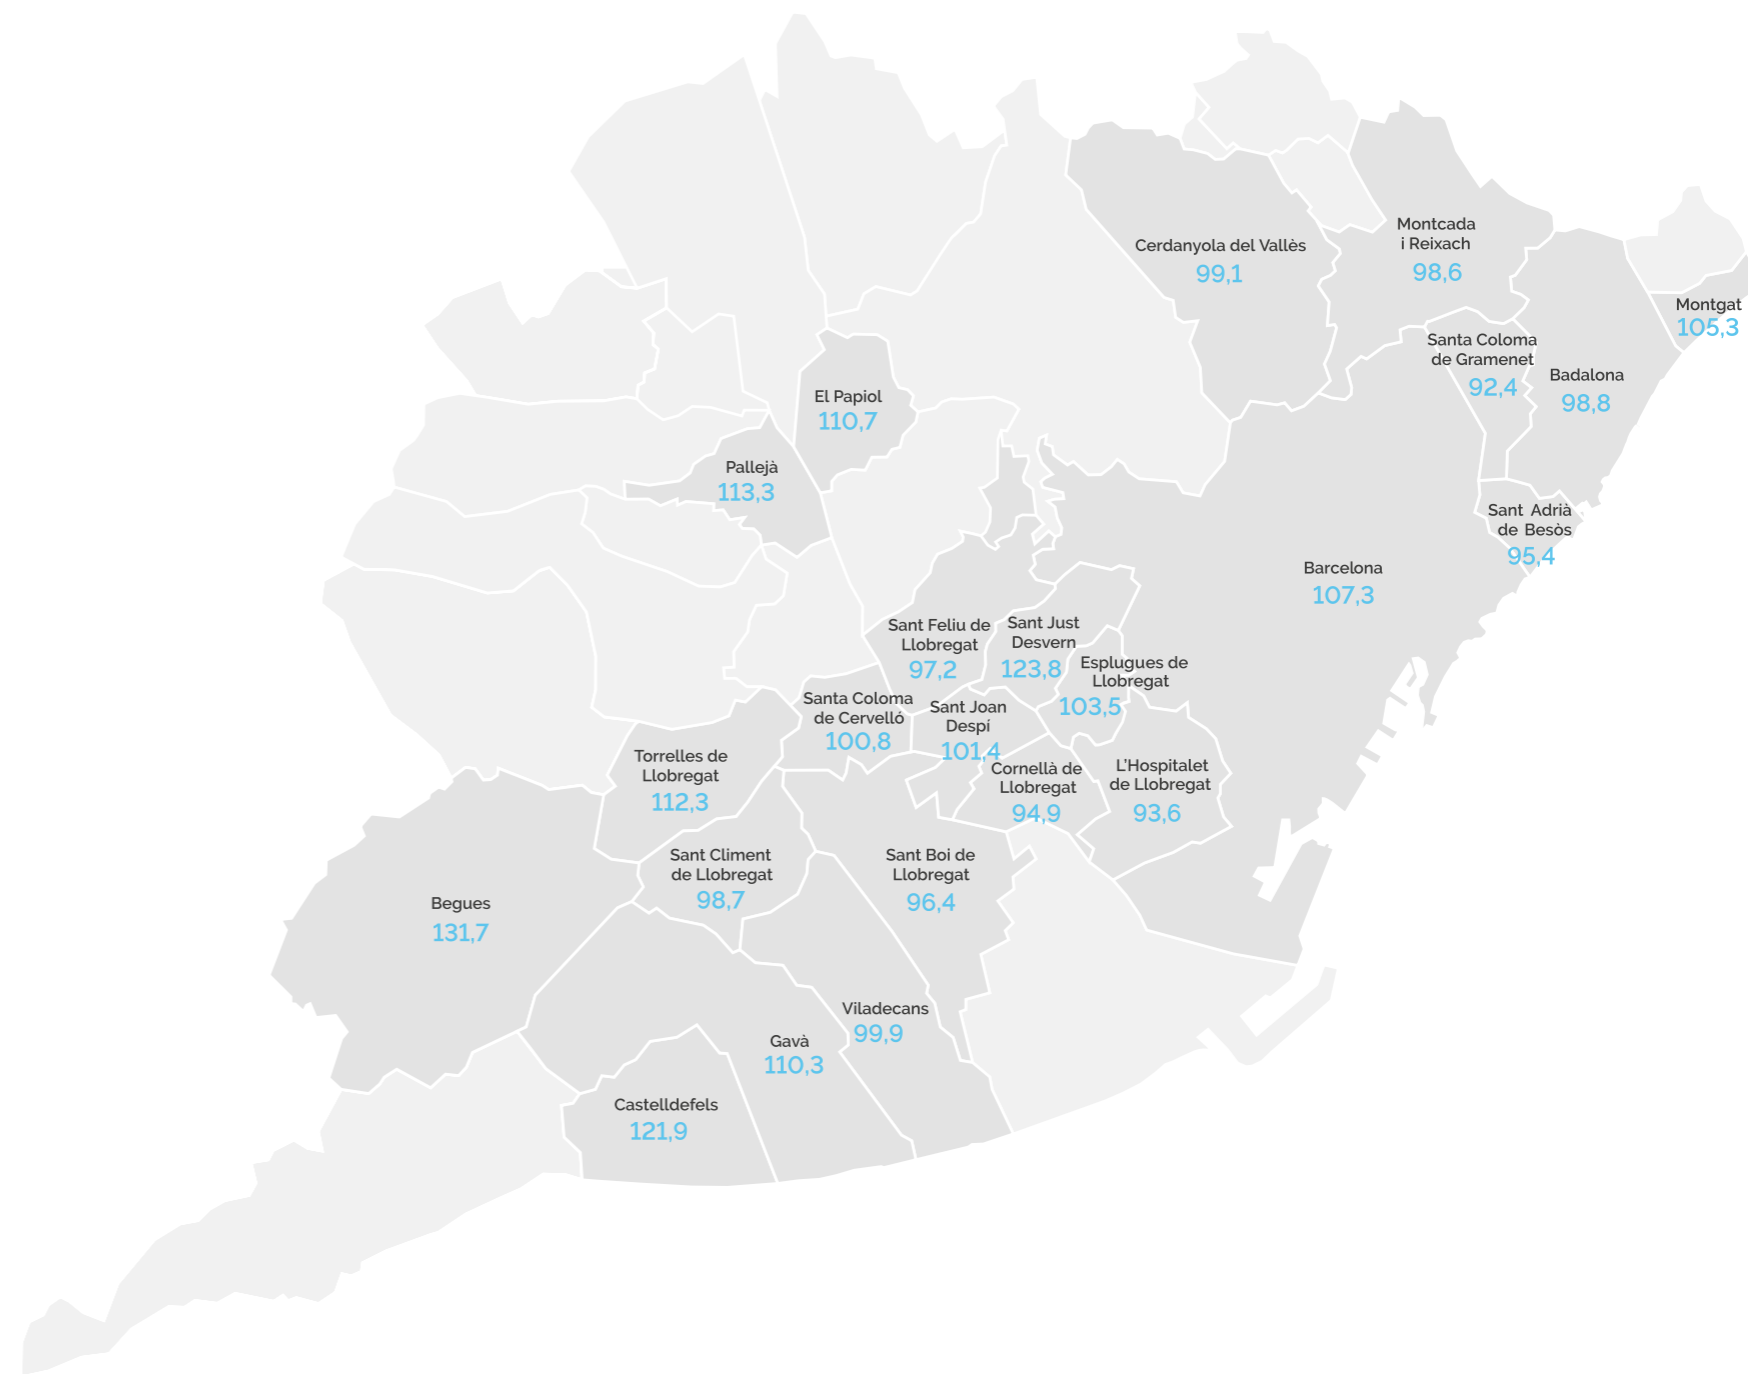 Montcada
i Reixach
98,6
Cerdanyola del Vallès
99,1
Montgat
105,3
Santa Coloma
de Gramenet
92,4
Badalona
98,8
El Papiol
110,7
Pallejà
113,3
Sant Adrià
de Besòs
95,4
Barcelona
107,3
Sant Feliu de
Llobregat
97,2
Sant Just
Desvern
123,8
Esplugues de
Llobregat
103,5
Santa Coloma
de Cervelló
100,8
Sant Joan
Despí
101,4
Torrelles de
Llobregat
112,3
Cornellà de
Llobregat
94,9
L'Hospitalet
de Llobregat
93,6
Sant Climent
de Llobregat
98,7
Sant Boi de
Llobregat
96,4
Begues
131,7
Viladecans
99,9
Gavà
110,3
Castelldefels
121,9